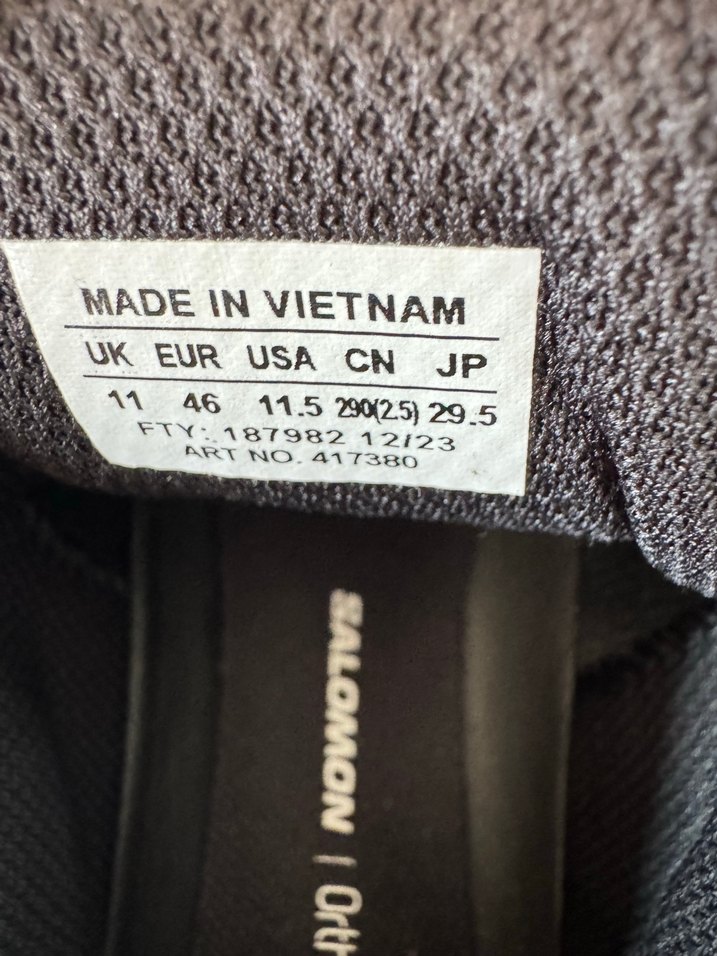 MADE IN VIETNAM
UK EUR USA CN JP
11 46 11.5 290(2.5) 29.5
FTY: 187982 12/23
ART NO. 417380
SALOMON | Orth